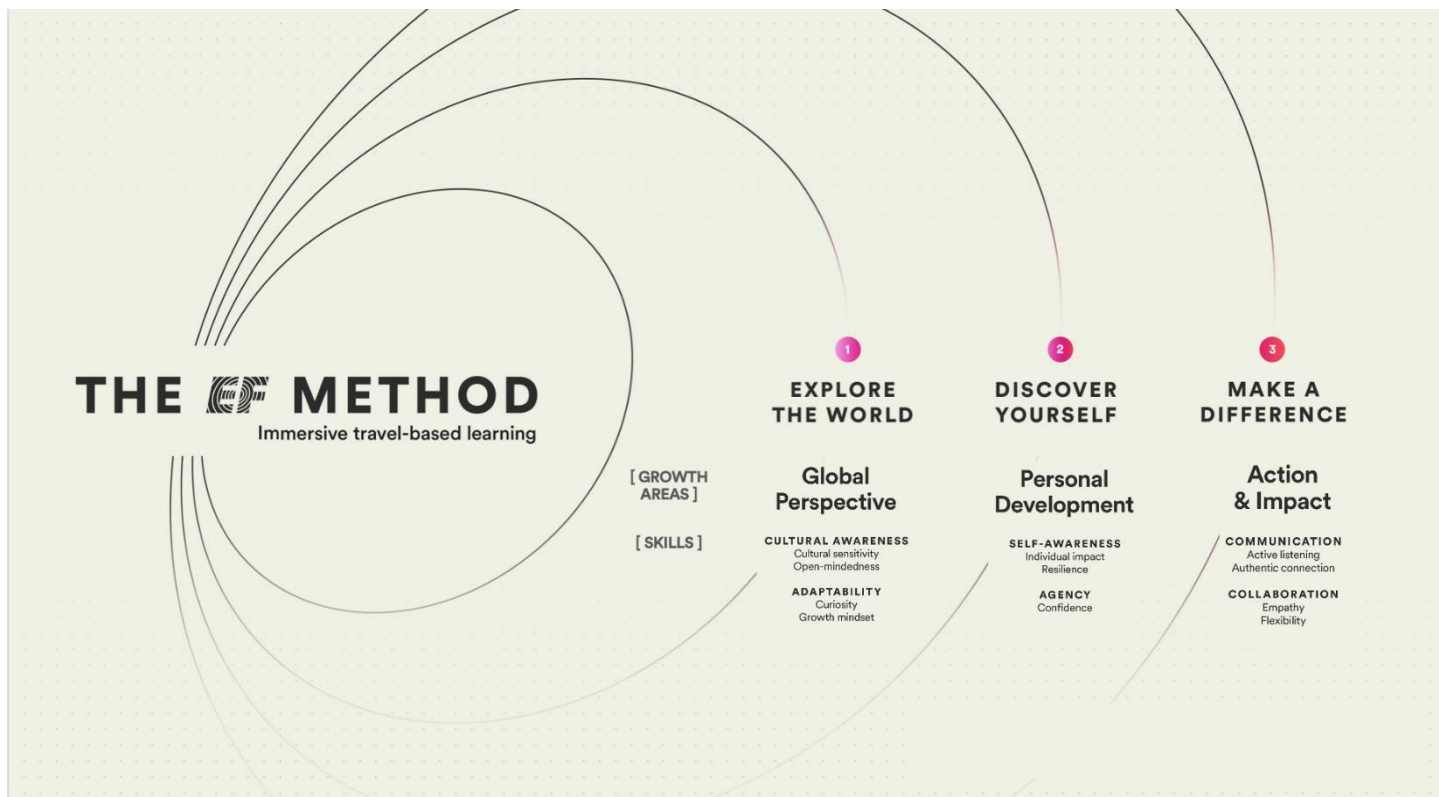 THE EF METHOD
Immersive travel-based learning
1
EXPLORE
THE WORLD
2
DISCOVER
YOURSELF
3
MAKE A
DIFFERENCE
[ GROWTH
AREAS ]
Global
Perspective
Personal
Development
Action
& Impact
[ SKILLS ]
CULTURAL AWARENESS
Cultural sensitivity
Open-mindedness
ADAPTABILITY
Curiosity
Growth mindset
SELF-AWARENESS
Individual impact
Resilience
AGENCY
Confidence
COMMUNICATION
Active listening
Authentic connection
COLLABORATION
Empathy
Flexibility